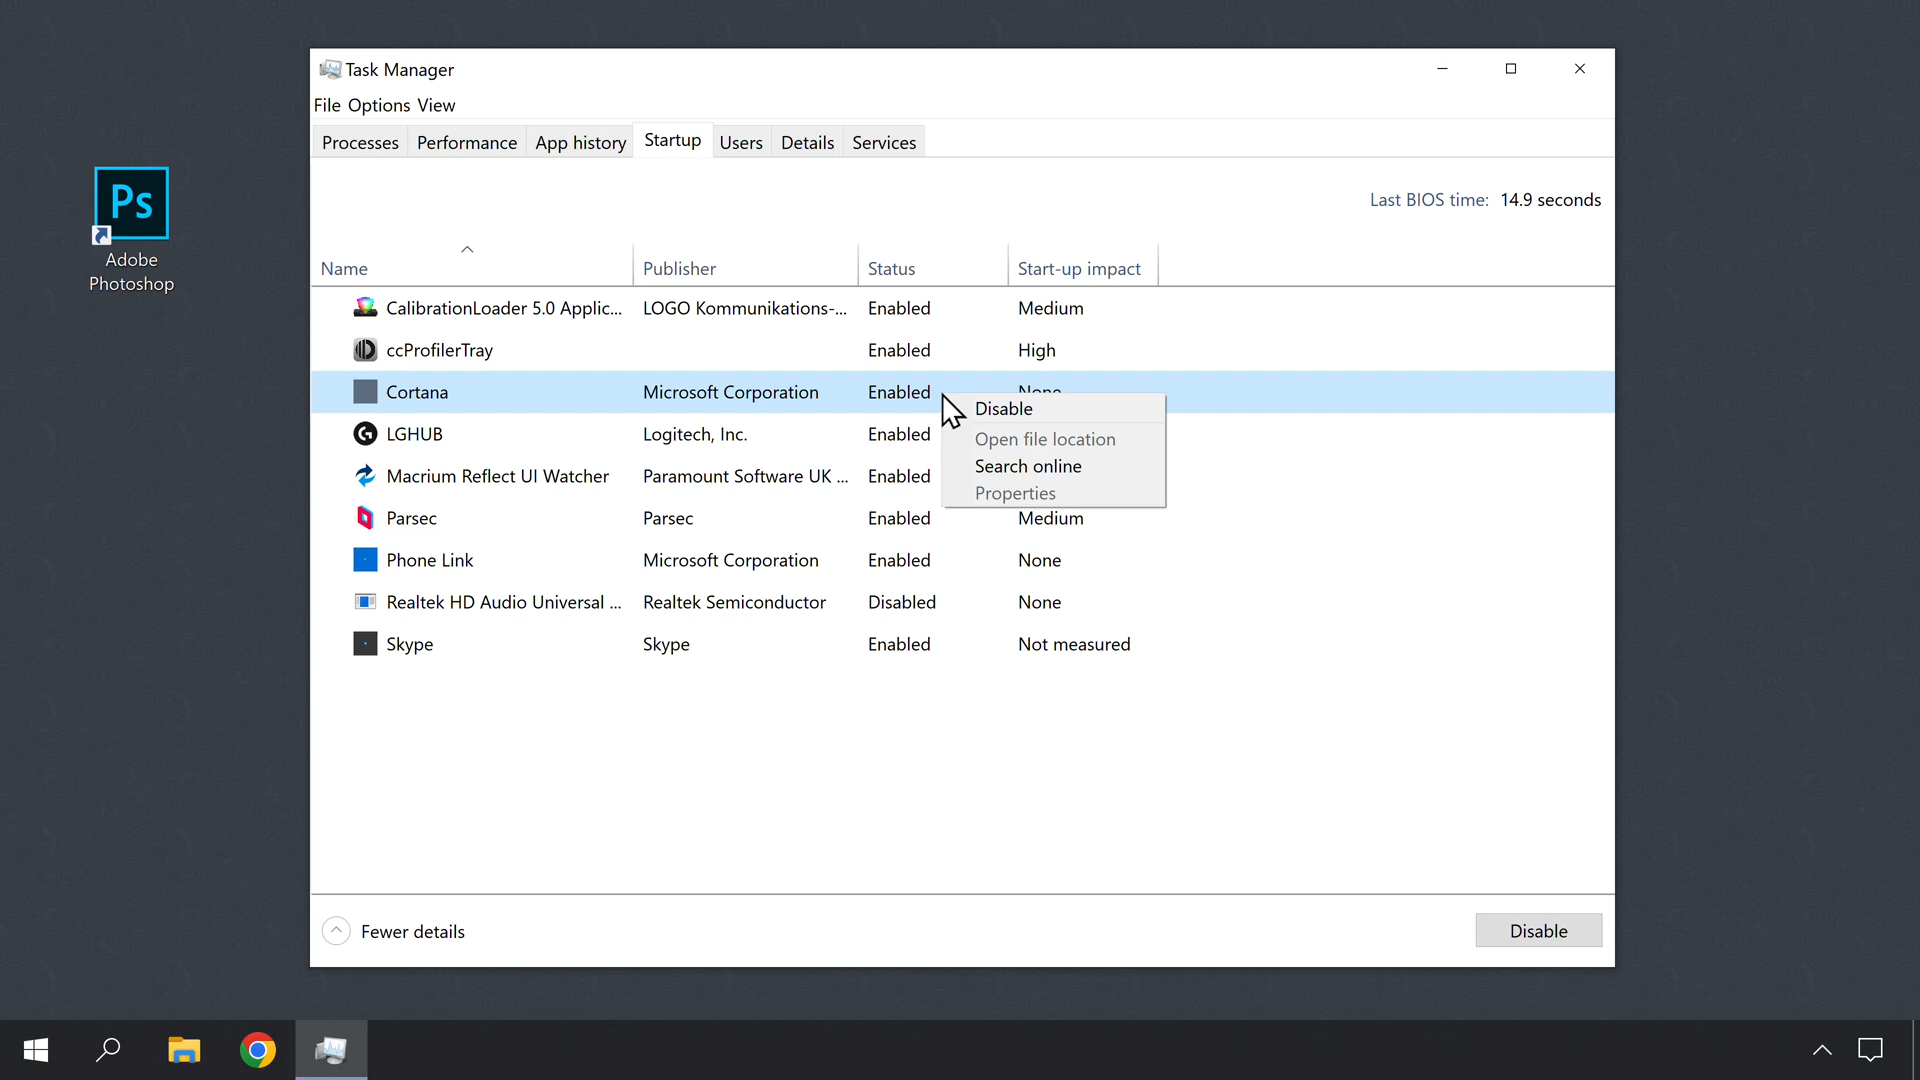 Task Manager
File Options View
Processes Performance App history Startup Users Details Services
Last BIOS time: 14.9 seconds
Ps
Adobe
Photoshop
Name Publisher Status Start-up impact
CalibrationLoader 5.0 Applic... LOGO Kommunikations-... Enabled Medium
ccProfilerTray Enabled High
Cortana Microsoft Corporation Enabled None
Disable
LGHUB Logitech, Inc. Enabled
Open file location
Search online
Macrium Reflect UI Watcher Paramount Software UK ... Enabled
Properties
Parsec Parsec Enabled Medium
Phone Link Microsoft Corporation Enabled None
Realtek HD Audio Universal ... Realtek Semiconductor Disabled None
Skype Skype Enabled Not measured
Fewer details Disable